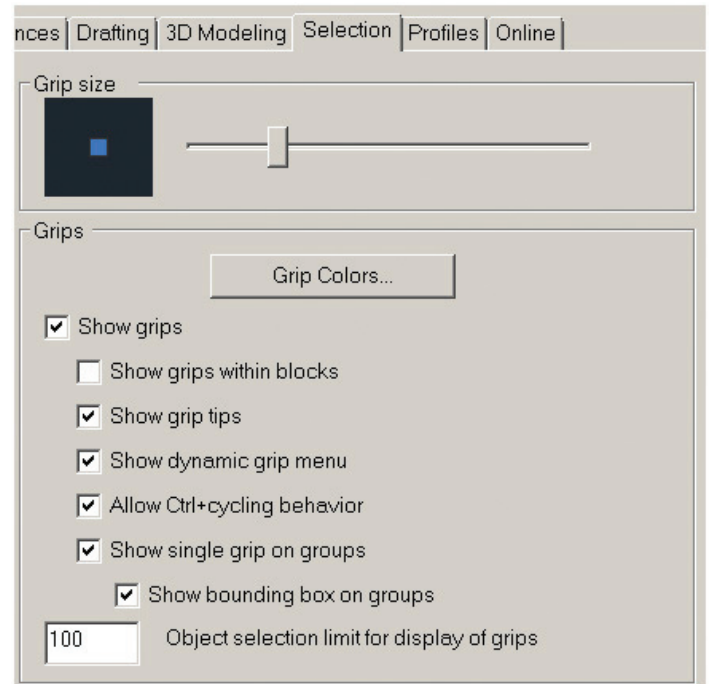 nces Drafting 3D Modeling Selection Profiles Online
Grip size
Grips
Grip Colors...
Show grips
Show grips within blocks
Show grip tips
Show dynamic grip menu
Allow Ctrl+cycling behavior
Show single grip on groups
Show bounding box on groups
100 Object selection limit for display of grips